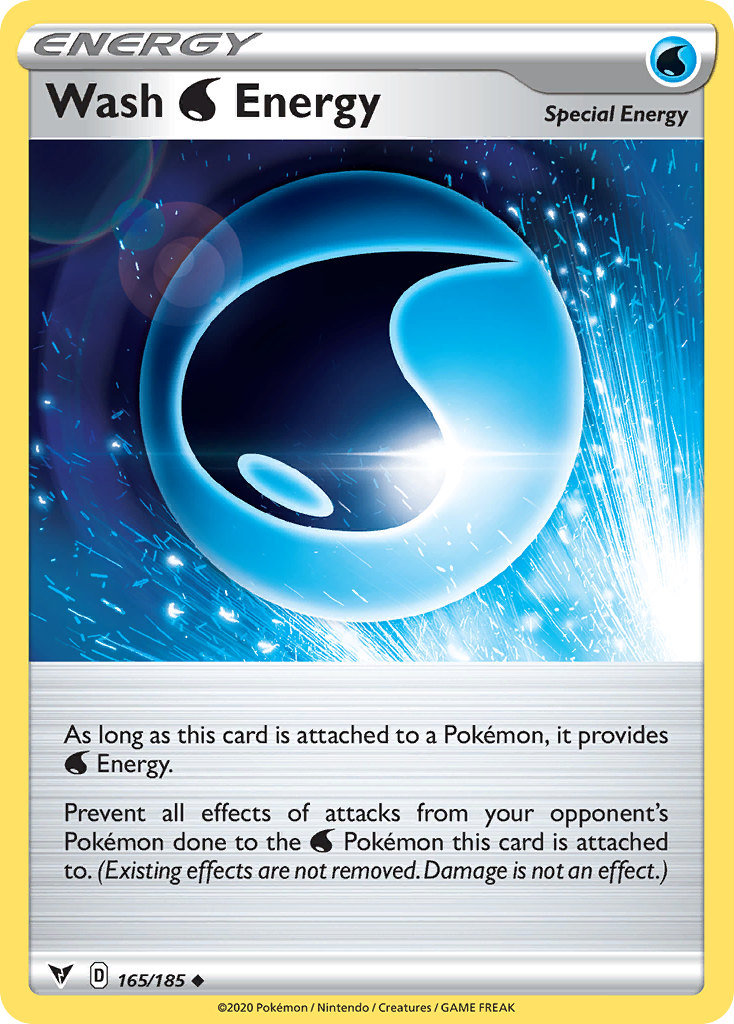 ENERGY
Wash Energy
Special Energy
As long as this card is attached to a Pokémon, it provides
Energy.
Prevent all effects of attacks from your opponent's
Pokémon done to the Pokémon this card is attached
to. (Existing effects are not removed. Damage is not an effect.)
D 165/185
©2020 Pokémon / Nintendo / Creatures / GAME FREAK